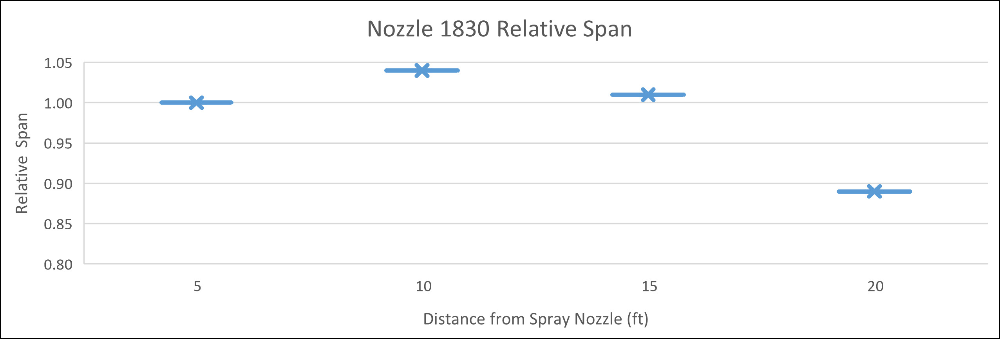 Nozzle 1830 Relative Span
Relative Span
1.05
1.00
0.95
0.90
0.85
0.80
5 10 15 20
Distance from Spray Nozzle (ft)